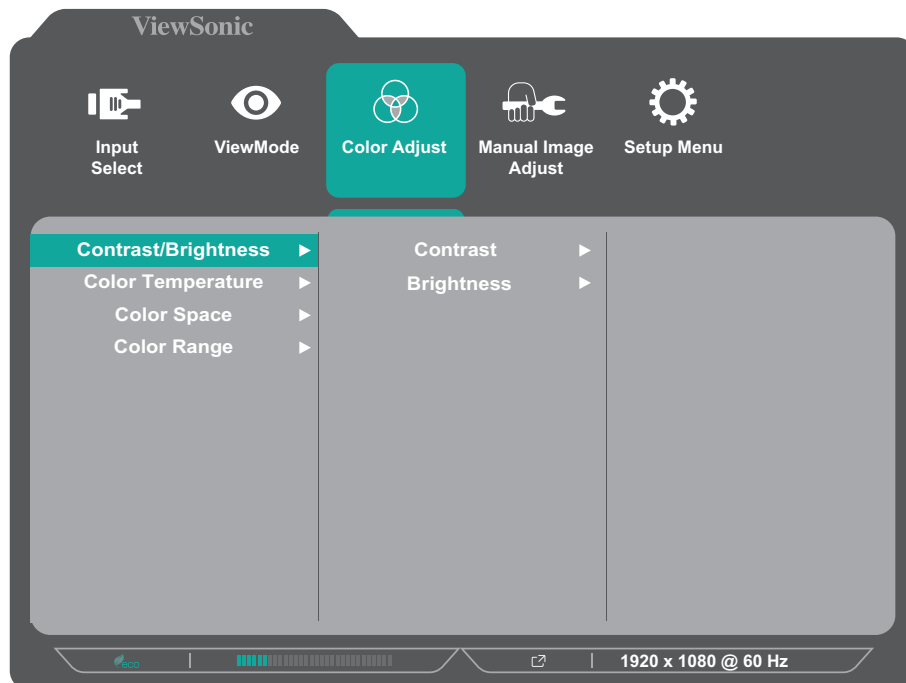 ViewSonic
Input
Select
ViewMode
Color Adjust
Manual Image
Adjust
Setup Menu
Contrast/Brightness
Color Temperature
Color Space
Color Range
Contrast
Brightness
eco
1920 x 1080 @ 60 Hz